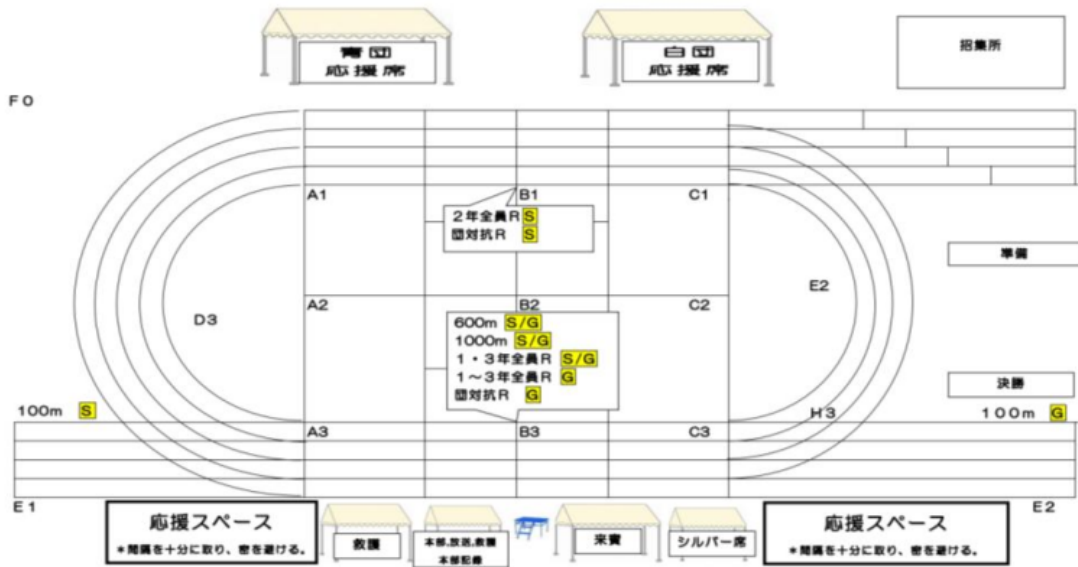 青団
応援席
白団
応援席
招集所
F0
A1
B1
C1
2年全員R S
団対抗R S
準備
E2
A2
B2
C2
D3
600m S/G
1000m S/G
1・3年全員R S/G
1~3年全員R G
団対抗R G
決勝
100m S
H3
100m G
A3
B3
C3
E1
E2
応援スペース
*間隔を十分に取り、密を避ける。
救護
本部,放送,救護
本部記録
来賓
シルバー席
応援スペース
*間隔を十分に取り、密を避ける。